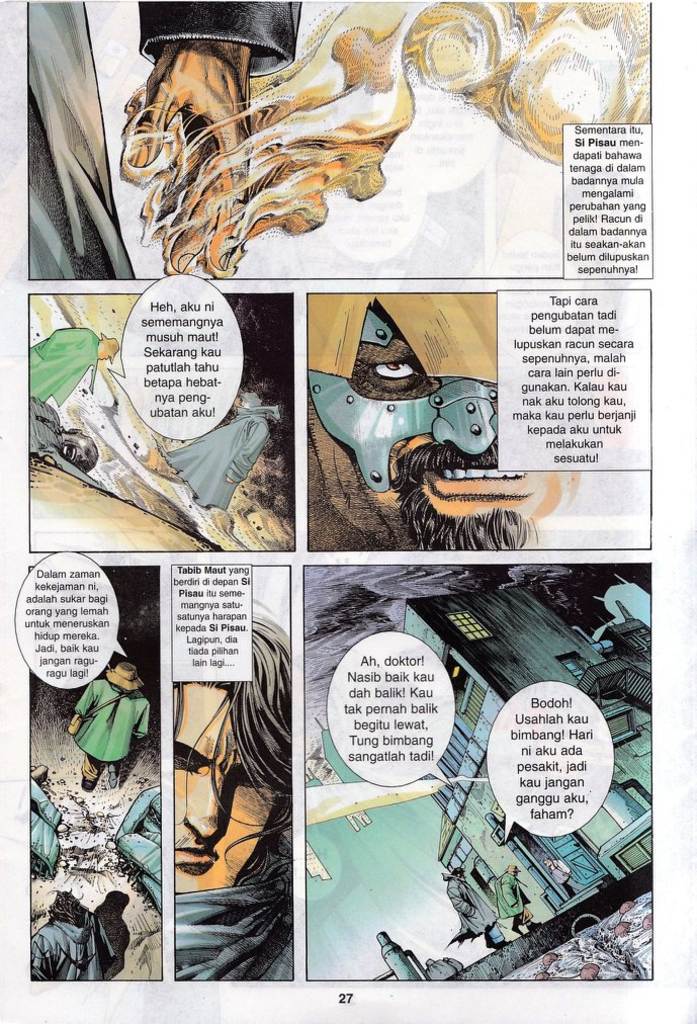 Sementara itu,
Si Pisau men-
dapati bahawa
tenaga di dalam
badannya mula
mengalami
perubahan yang
pelik! Racun di
dalam badannya
itu seakan-akan
belum dilupuskan
sepenuhnya!
Heh, aku ni
sememangnya
musuh maut!
Sekarang kau
patutlah tahu
betapa hebat-
nya pengubatan
aku!
Tapi cara
pengubatan tadi
belum dapat me-
lupuskan racun secara
sepenuhnya, malah
cara lain perlu di-
gunakan. Kalau kau
nak aku tolong kau,
maka kau perlu berjanji
kepada aku untuk
melakukan
sesuatu!
Dalam zaman
kekejaman ni,
adalah sukar bagi
orang yang lemah
untuk meneruskan
hidup mereka.
Jadi, baik kau
jangan ragu-
ragu lagi!
Tabib Maut yang
berdiri di depan Si
Pisau itu seme-
mangnya satu-
satunya harapan
kepada Si Pisau.
Lagipun, dia
tiada pilihan
lain lagi....
Ah, doktor!
Nasib baik kau
dah balik! Kau
tak pernah balik
begitu lewat,
Tung bimbang
sangatlah tadi!
Bodoh!
Usahlah kau
bimbang! Hari
ni aku ada
pesakit, jadi
kau jangan
ganggu aku,
faham?
27